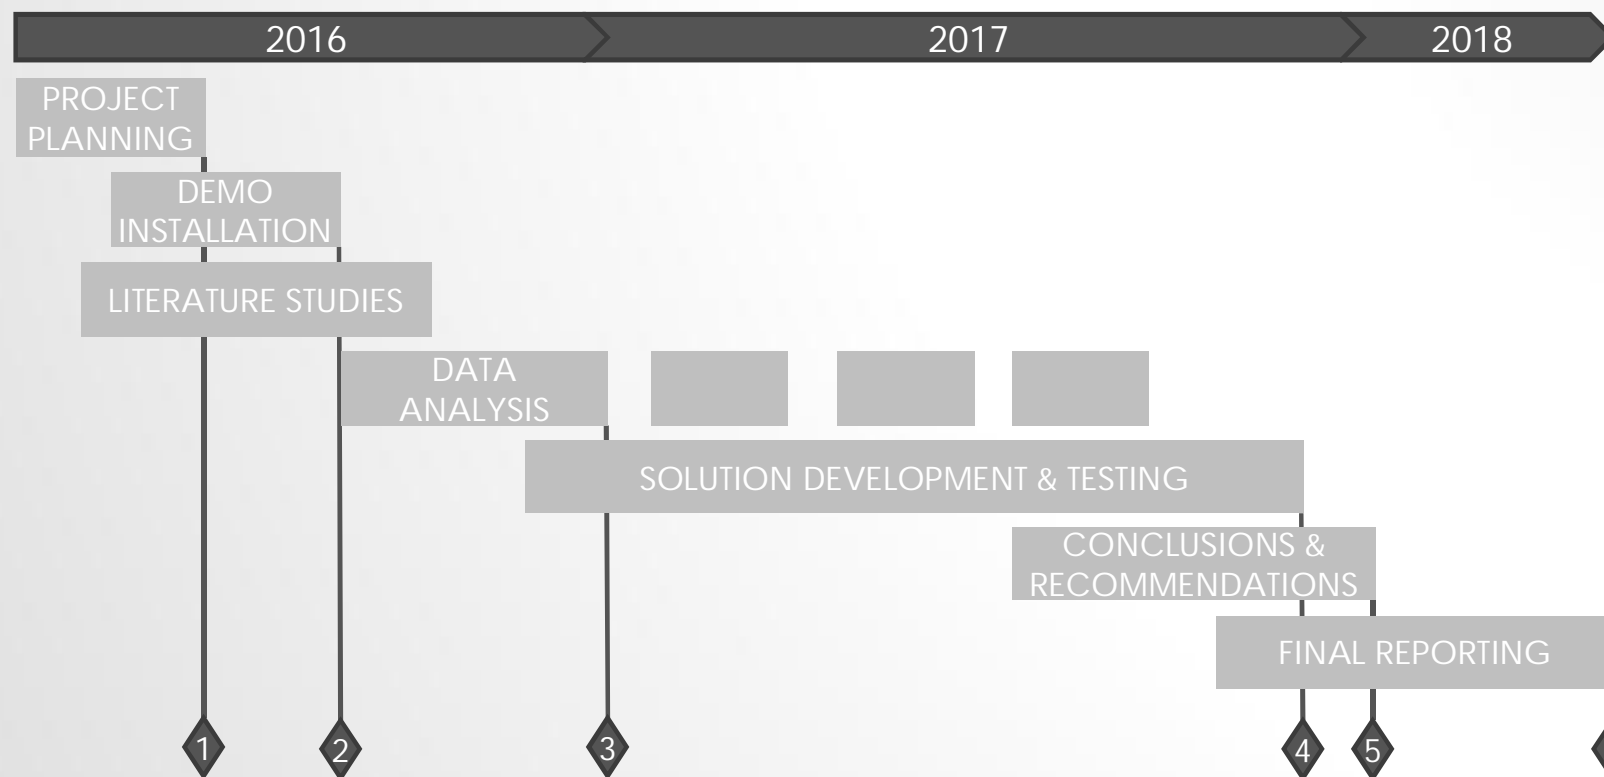 2016
2017
2018
PROJECT
PLANNING
DEMO
INSTALLATION
LITERATURE STUDIES
DATA
ANALYSIS
SOLUTION DEVELOPMENT & TESTING
CONCLUSIONS &
RECOMMENDATIONS
FINAL REPORTING
1
2
3
4
5